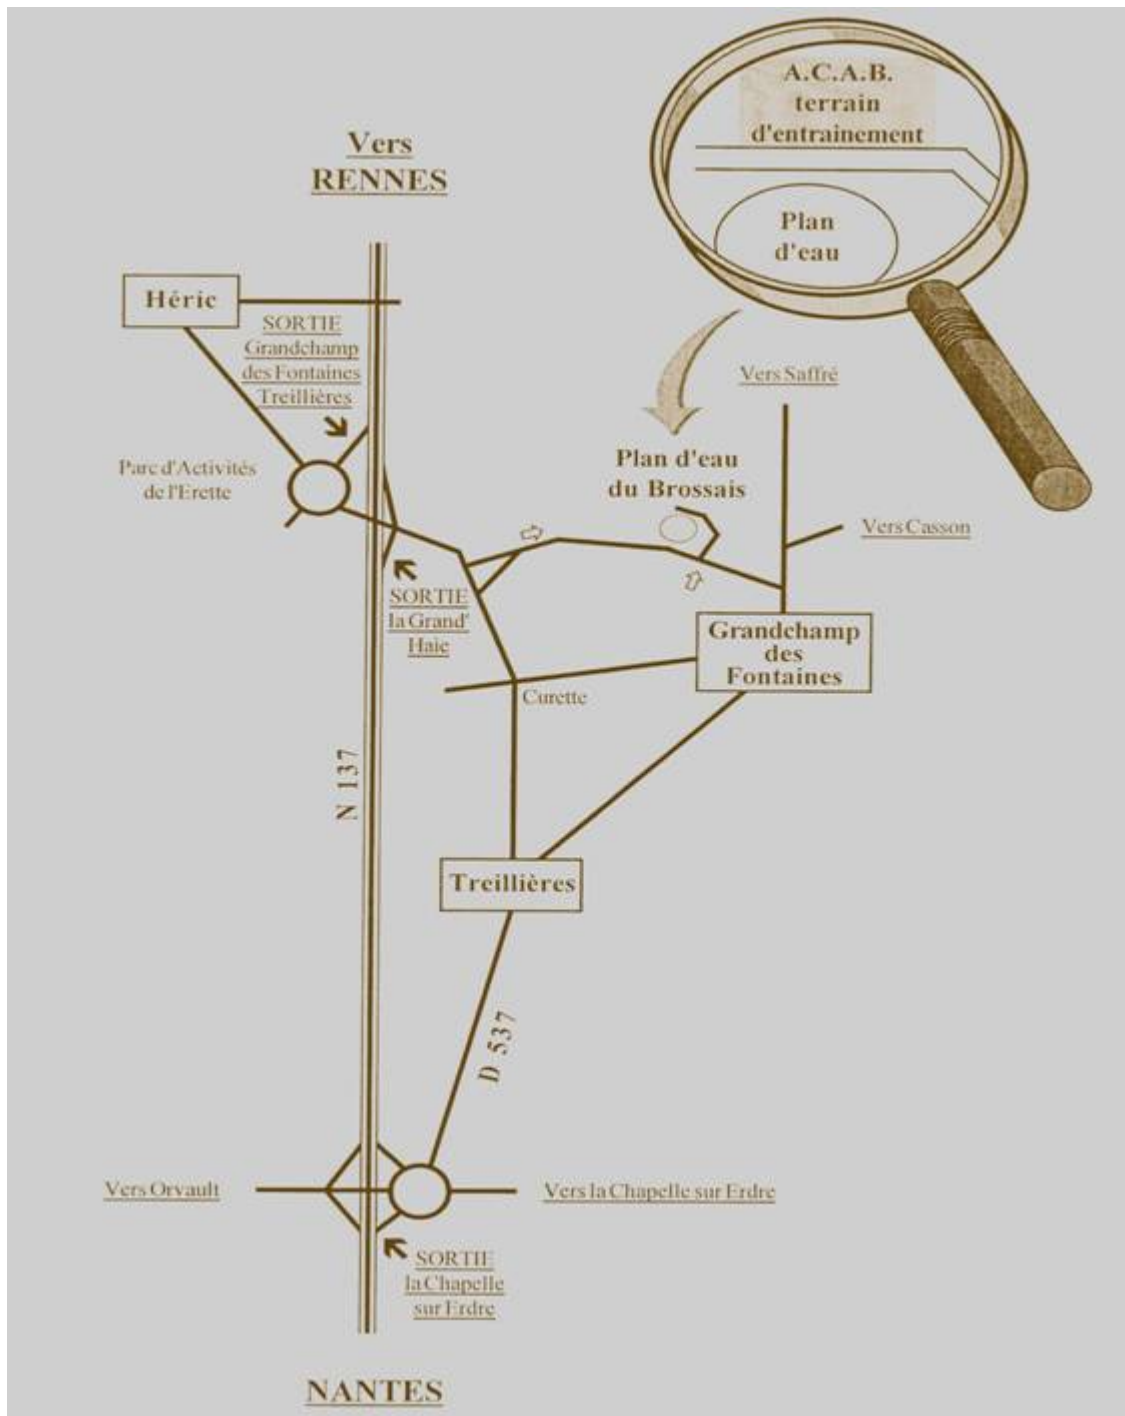 A.C.A.B.
terrain
d'entrainement
Plan
d'eau
Vers
RENNES
Héric
SORTIE
Grandchamp
des Fontaines
Treillières
Parc d'Activités
de l'Erette
Vers Saffré
Plan d'eau
du Brossais
Vers Casson
SORTIE
la Grand'
Haie
Grandchamp
des
Fontaines
Curette
N 137
Treillières
D 537
Vers Orvault
Vers la Chapelle sur Erdre
SORTIE
la Chapelle
sur Erdre
NANTES